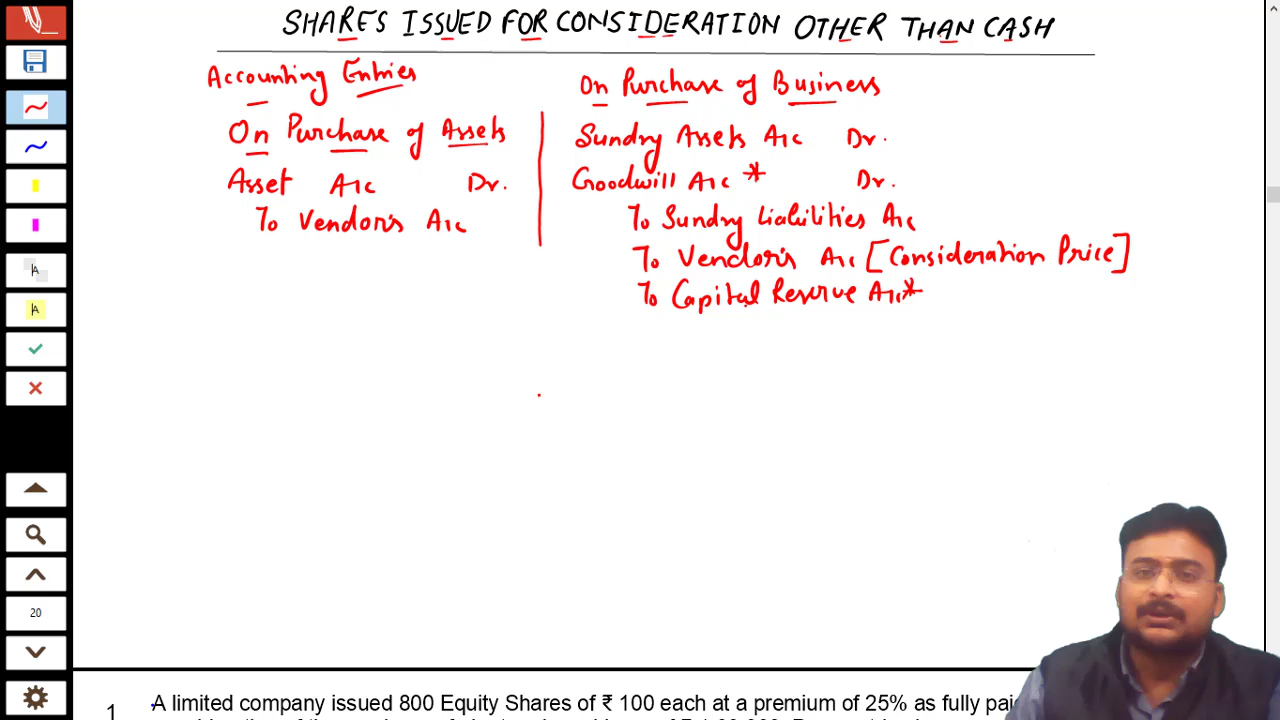 SHARES ISSUED FOR CONSIDERATION OTHER THAN CASH
Accounting Entries
On Purchase of Assets
Asset A/c Dr.
To Vendor's A/c
On Purchase of Business
Sundry Assets A/c Dr.
Goodwill A/c * Dr.
To Sundry Liabilities A/c
To Vendor's A/c [Consideration Price]
To Capital Reserve A/c*
20
1 A limited company issued 800 Equity Shares of ₹ 100 each at a premium of 25% as fully paid